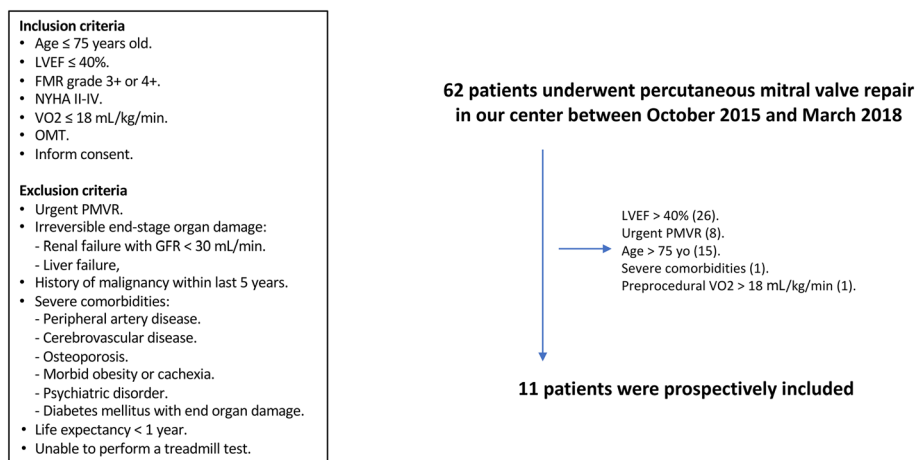 Inclusion criteria
• Age ≤ 75 years old.
• LVEF ≤ 40%.
• FMR grade 3+ or 4+.
• NYHA II-IV.
• VO2 ≤ 18 mL/kg/min.
• OMT.
• Inform consent.
Exclusion criteria
• Urgent PMVR.
• Irreversible end-stage organ damage:
- Renal failure with GFR < 30 mL/min.
- Liver failure,
• History of malignancy within last 5 years.
• Severe comorbidities:
- Peripheral artery disease.
- Cerebrovascular disease.
- Osteoporosis.
- Morbid obesity or cachexia.
- Psychiatric disorder.
- Diabetes mellitus with end organ damage.
• Life expectancy < 1 year.
• Unable to perform a treadmill test.
62 patients underwent percutaneous mitral valve repair
in our center between October 2015 and March 2018
LVEF > 40% (26).
Urgent PMVR (8).
Age > 75 yo (15).
Severe comorbidities (1).
Preprocedural VO2 > 18 mL/kg/min (1).
11 patients were prospectively included